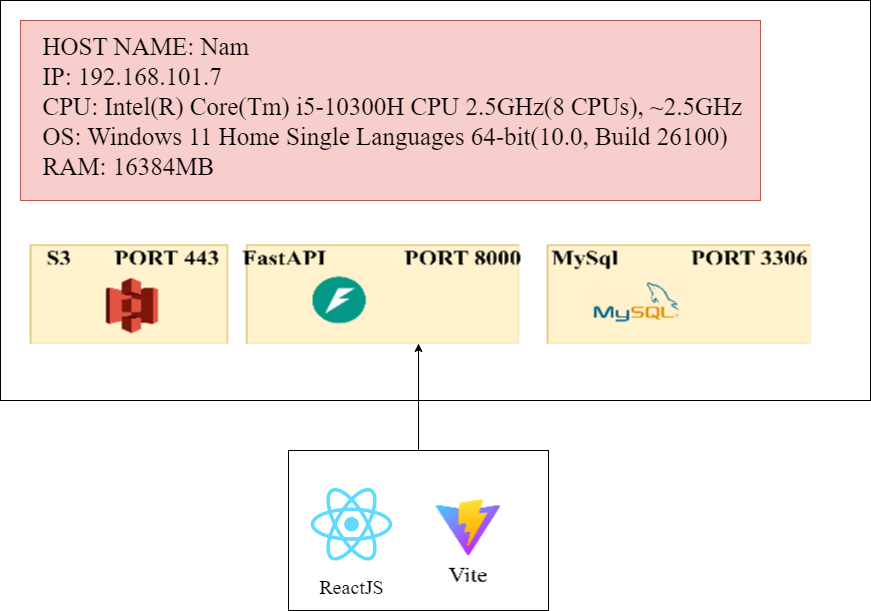 HOST NAME: Nam
IP: 192.168.101.7
CPU: Intel(R) Core(Tm) i5-10300H CPU 2.5GHz(8 CPUs), ~2.5GHz
OS: Windows 11 Home Single Languages 64-bit(10.0, Build 26100)
RAM: 16384MB
S3 PORT 443
FastAPI PORT 8000
MySql PORT 3306
MySQL
ReactJS
Vite